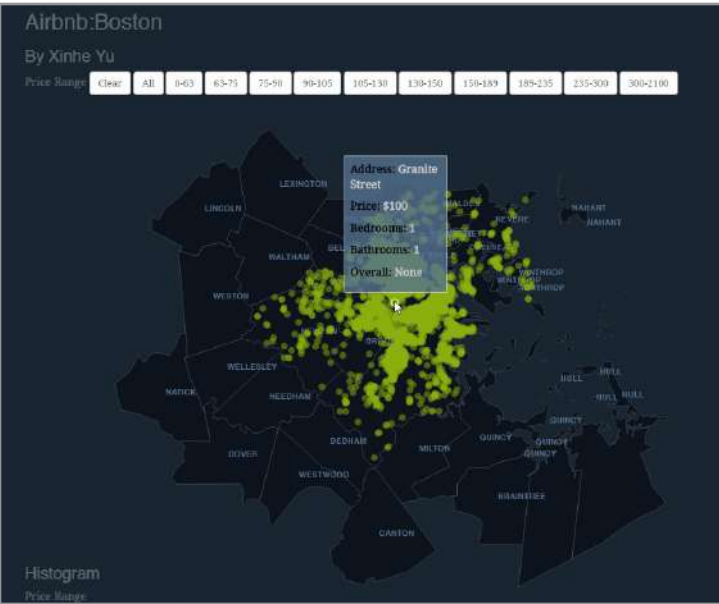 Airbnb:Boston
By Xinhe Yu
Price Range Clear All 0-63 63-75 75-90 90-105 105-130 130-150 150-189 189-235 235-300 300-2100
Address: Granite
Street
Price: $100
Bedrooms: 1
Bathrooms: 1
Overall: None
LEXINGTON
LINCOLN
NAHANT
NAHANT
REVERE
WALTHAM
WINTHROP
WINTHROP
WESTON
WELLESLEY
HULL
HULL
NATICK
NEEDHAM
HULL
HULL
QUINCY
DEDHAM
QUINCY
QUINCY
MILTON
DOVER
QUINCY
WESTWOOD
BRAINTREE
CANTON
Histogram
Price Range